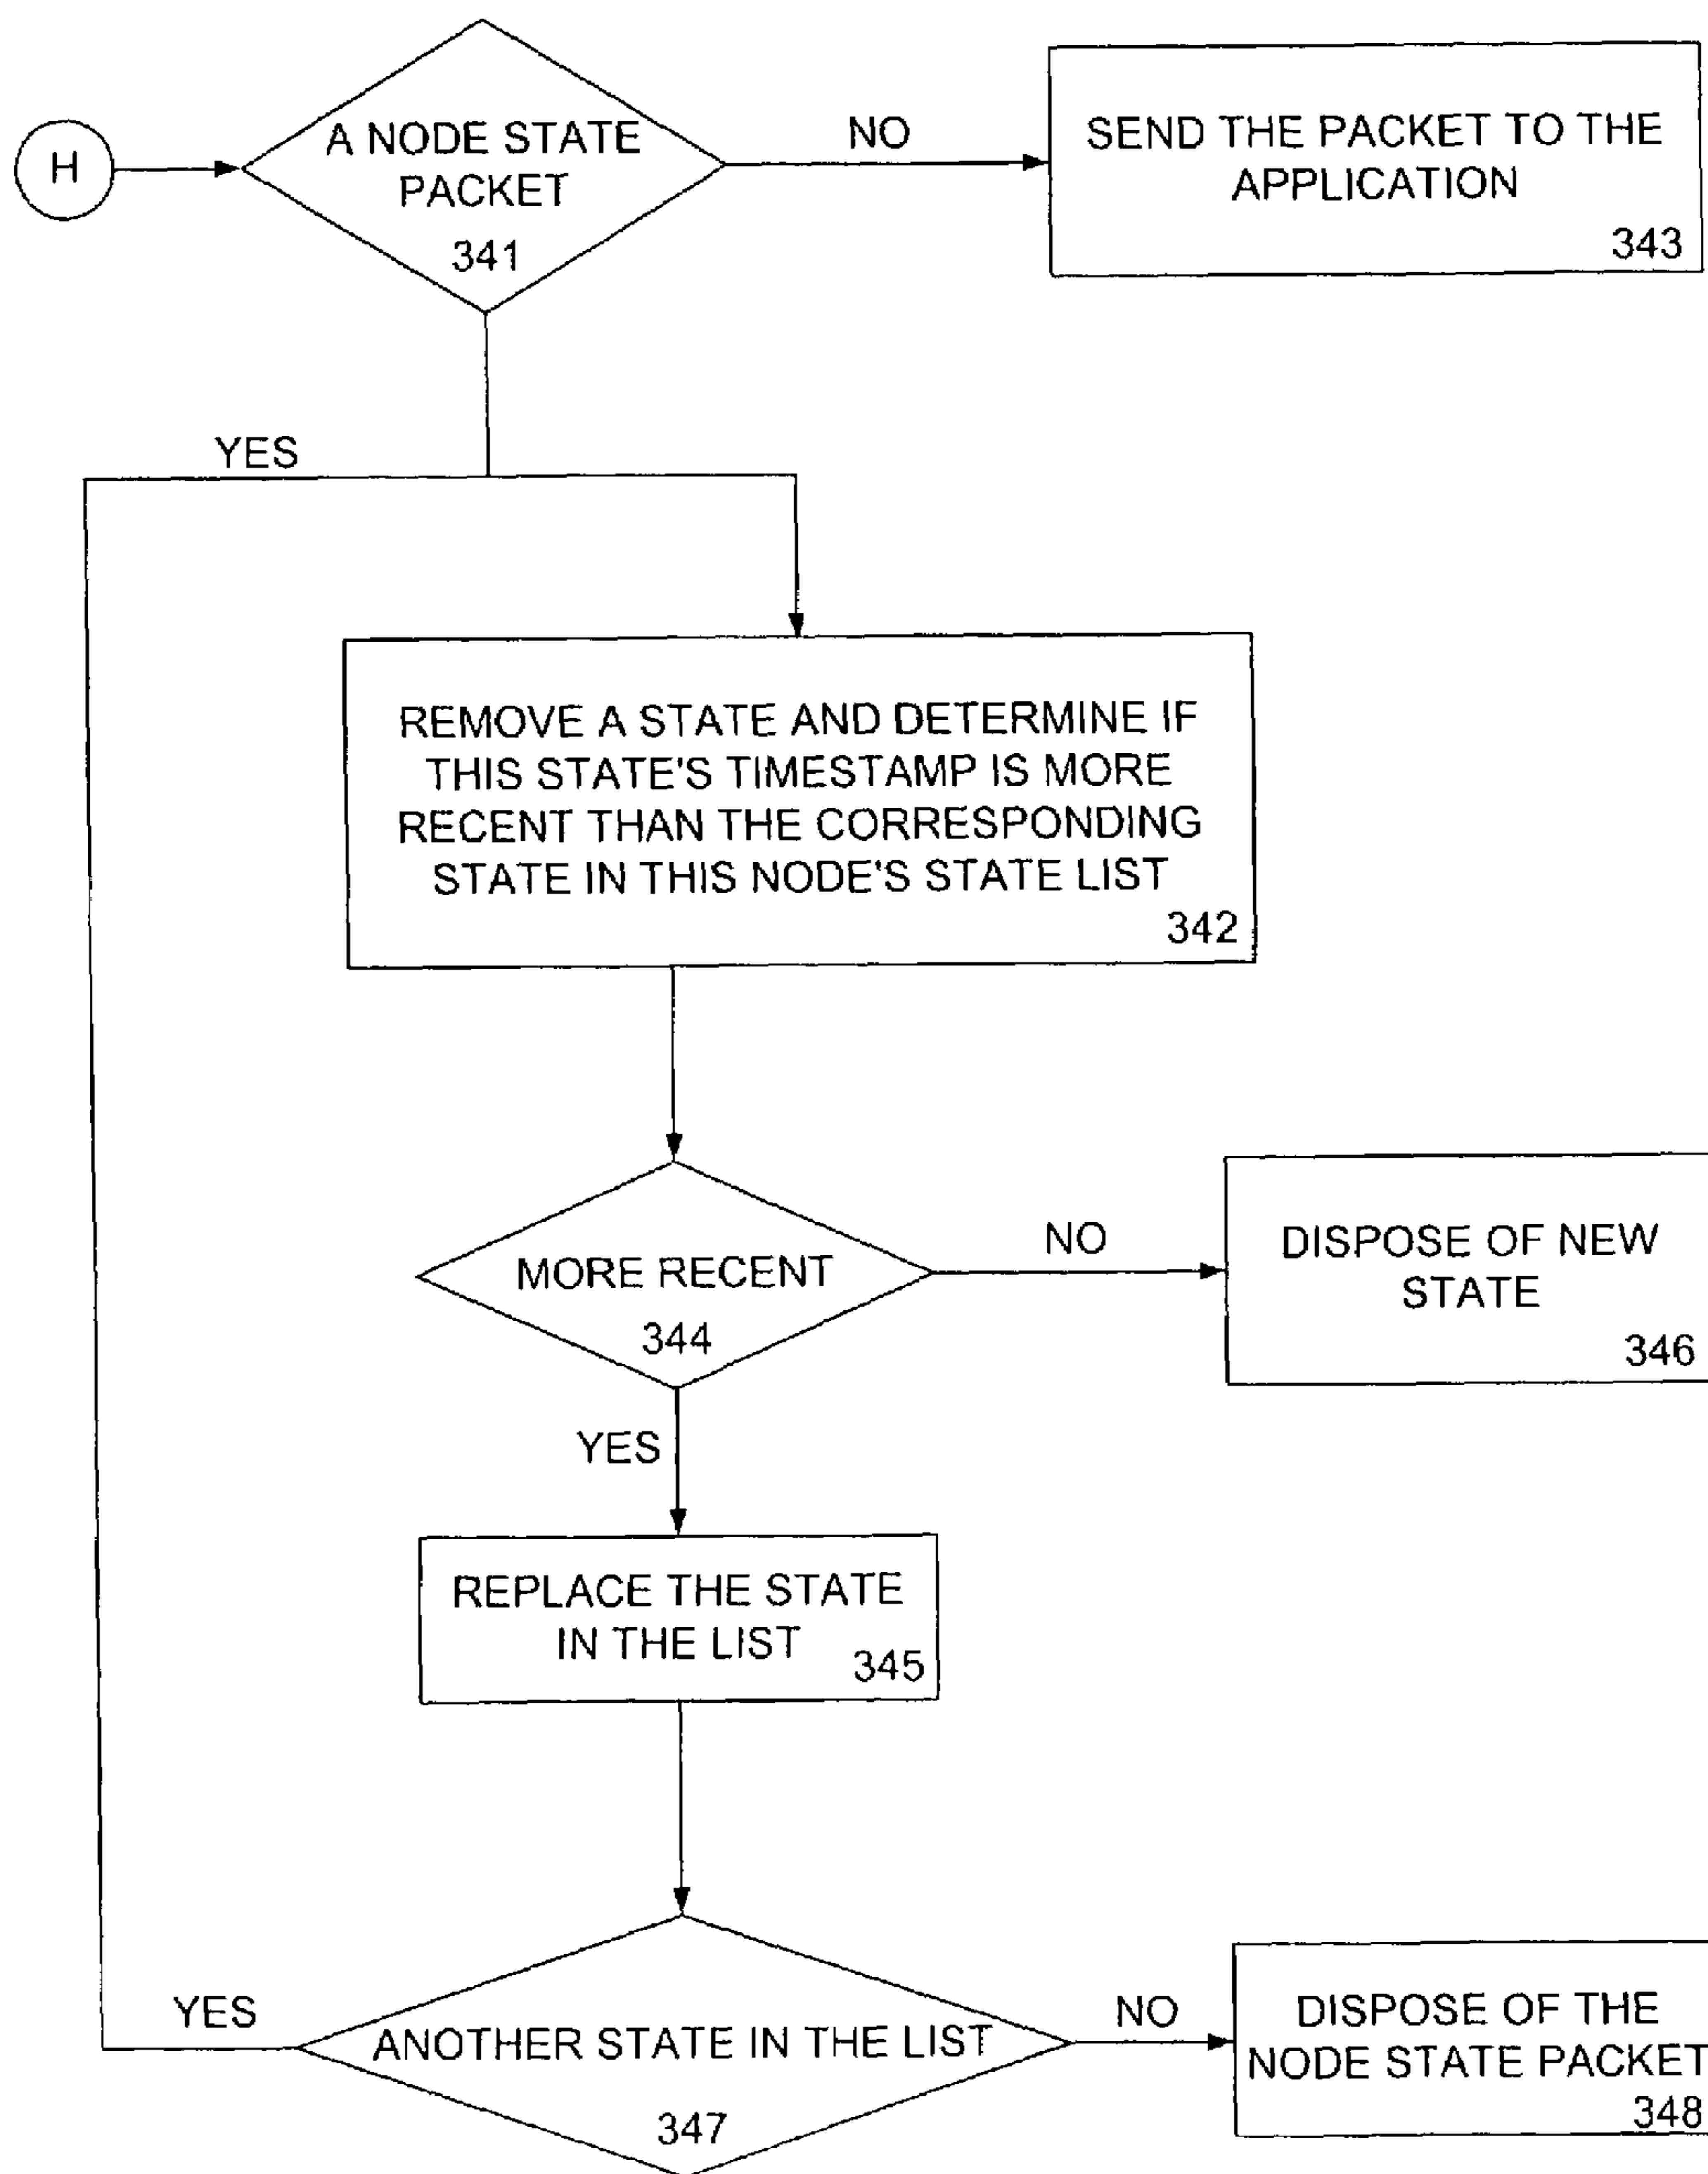 H
A NODE STATE
PACKET
341
NO
SEND THE PACKET TO THE
APPLICATION
343
YES
REMOVE A STATE AND DETERMINE IF
THIS STATE'S TIMESTAMP IS MORE
RECENT THAN THE CORRESPONDING
STATE IN THIS NODE'S STATE LIST
342
MORE RECENT
344
NO
DISPOSE OF NEW
STATE
346
YES
REPLACE THE STATE
IN THE LIST
345
YES
ANOTHER STATE IN THE LIST
347
NO
DISPOSE OF THE
NODE STATE PACKET
348